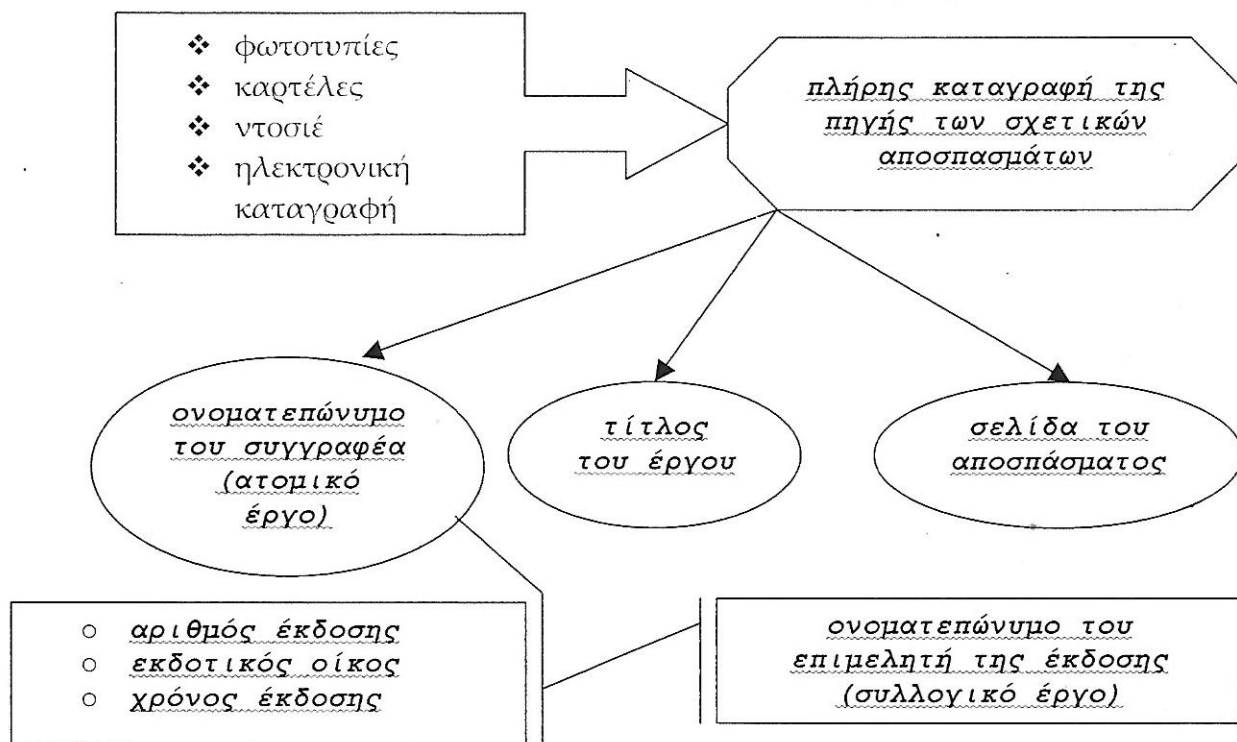 ❖ φωτοτυπίες
❖ καρτέλες
❖ ντοσιέ
❖ ηλεκτρονική
καταγραφή
πλήρης καταγραφή της
πηγής των σχετικών
αποσπασμάτων
ονοματεπώνυμο
του συγγραφέα
(ατομικό
έργο)
τίτλος
του έργου
σελίδα του
αποσπάσματος
o αριθμός έκδοσης
o εκδοτικός οίκος
o χρόνος έκδοσης
ονοματεπώνυμο του
επιμελητή της έκδοσης
(συλλογικό έργο)